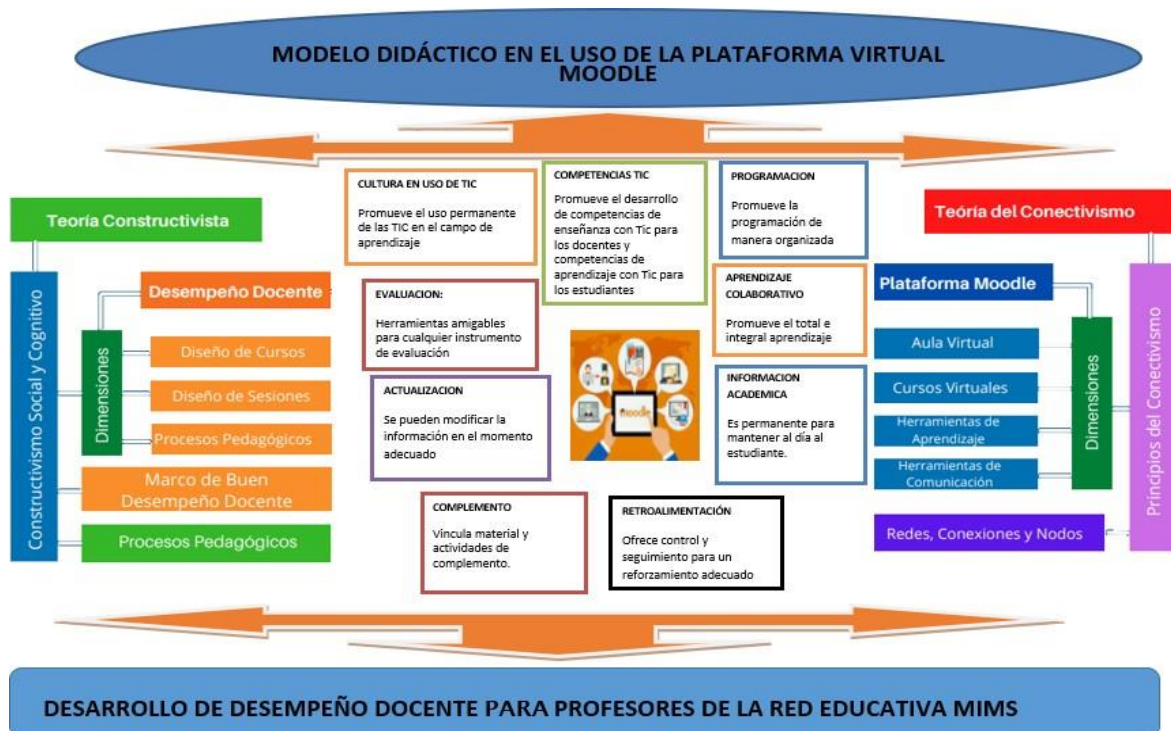 MODELO DIDÁCTICO EN EL USO DE LA PLATAFORMA VIRTUAL
MOODLE
Teoría Constructivista
Constructivismo Social y Cognitivo
Desempeño Docente
Dimensiones
Diseño de Cursos
Diseño de Sesiones
Procesos Pedagógicos
Marco de Buen
Desempeño Docente
Procesos Pedagógicos
CULTURA EN USO DE TIC
Promueve el uso permanente
de las TIC en el campo de
aprendizaje
COMPETENCIAS TIC
Promueve el desarrollo
de competencias de
enseñanza con Tic para
los docentes y
competencias de
aprendizaje con Tic para
los estudiantes
PROGRAMACION
Promueve la
programación de
manera organizada
EVALUACION:
Herramientas amigables
para cualquier instrumento
de evaluación
APRENDIZAJE
COLABORATIVO
Promueve el total e
integral aprendizaje
ACTUALIZACION
Se pueden modificar la
información en el momento
adecuado
moodle
INFORMACION
ACADEMICA
Es permanente para
mantener al día al
estudiante.
COMPLEMENTO
Vincula material y
actividades de
complemento.
RETROALIMENTACIÓN
Ofrece control y
seguimiento para un
reforzamiento adecuado
Teóría del Conectivismo
Plataforma Moodle
Aula Virtual
Cursos Virtuales
Herramientas de
Aprendizaje
Herramientas de
Comunicación
Dimensiones
Principios del Conectivismo
Redes, Conexiones y Nodos
DESARROLLO DE DESEMPEÑO DOCENTE PARA PROFESORES DE LA RED EDUCATIVA MIMS